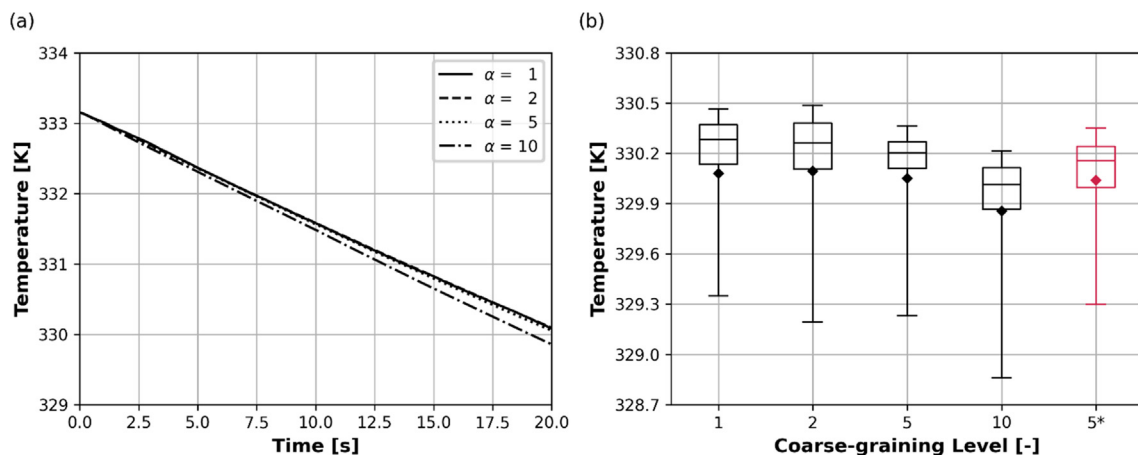 (a)
(b)
334
333
332
331
330
329
Temperature [K]
0.0 2.5 5.0 7.5 10.0 12.5 15.0 17.5 20.0
Time [s]
α = 1
α = 2
α = 5
α = 10
330.8
330.5
330.2
329.9
329.6
329.3
329.0
328.7
Temperature [K]
1 2 5 10 5*
Coarse-graining Level [-]